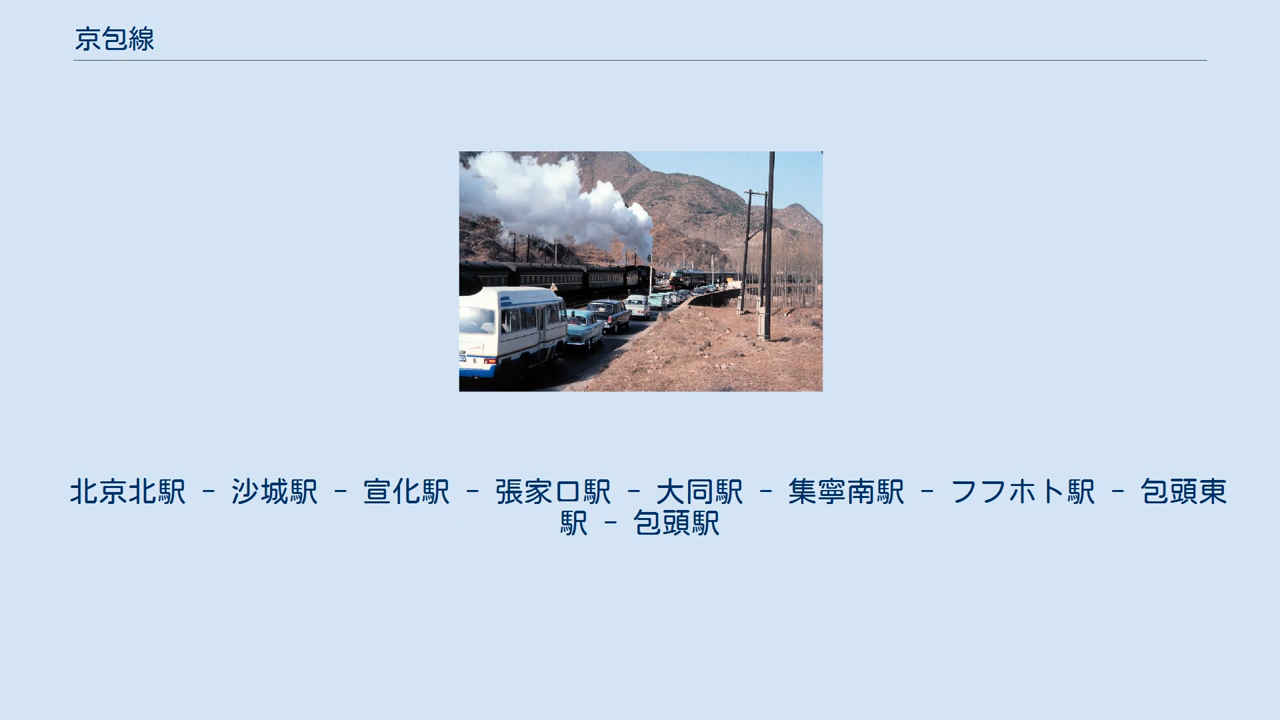 京包線
北京北駅 - 沙城駅 - 宣化駅 - 張家口駅 - 大同駅 - 集寧南駅 - フフホト駅 - 包頭東
駅 - 包頭駅